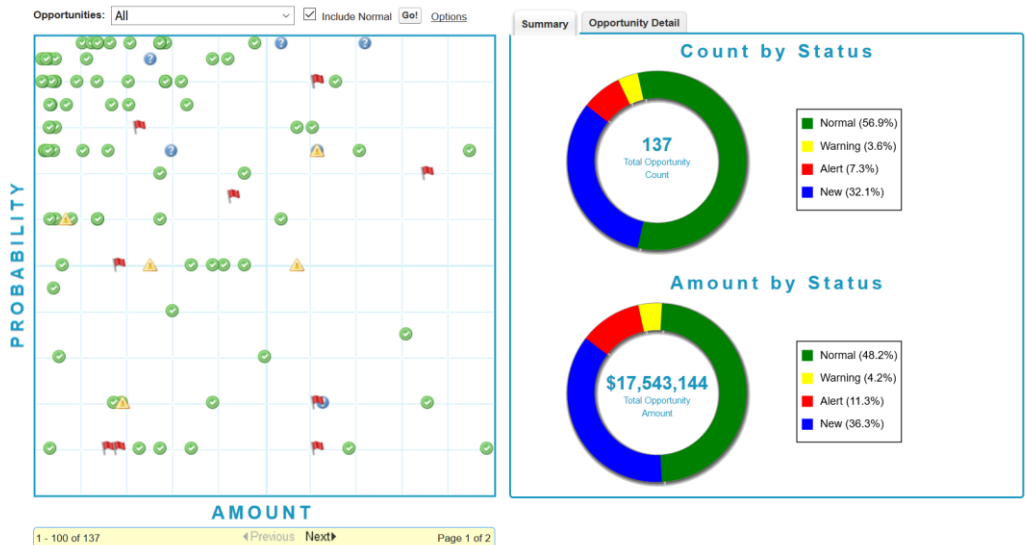 Opportunities: All Include Normal Go! Options
PROBABILITY
AMOUNT
1 - 100 of 137 Previous Next Page 1 of 2
Summary Opportunity Detail
Count by Status
137
Total Opportunity
Count
Normal (56.9%)
Warning (3.6%)
Alert (7.3%)
New (32.1%)
Amount by Status
$17,543,144
Total Opportunity
Amount
Normal (48.2%)
Warning (4.2%)
Alert (11.3%)
New (36.3%)